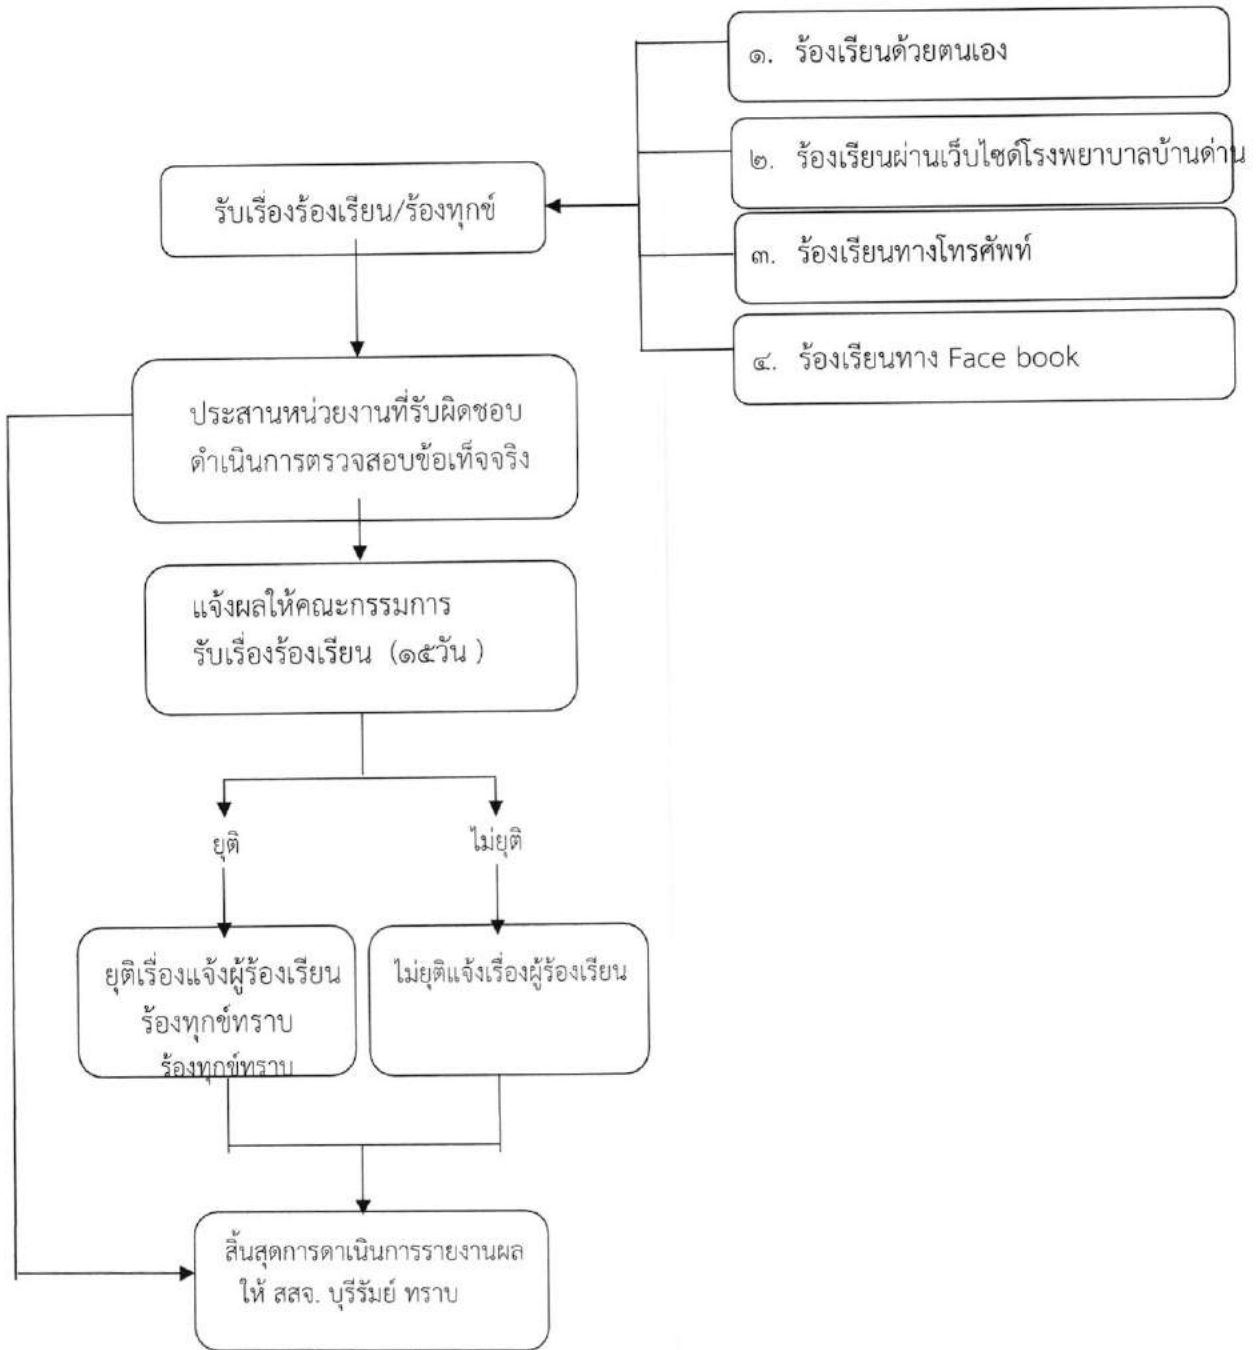 ๑. ร้องเรียนด้วยตนเอง
๒. ร้องเรียนผ่านเว็บไซต์โรงพยาบาลบ้านด่าน
รับเรื่องร้องเรียน/ร้องทุกข์
๓. ร้องเรียนทางโทรศัพท์
๔. ร้องเรียนทาง Face book
ประสานหน่วยงานที่รับผิดชอบ
ดำเนินการตรวจสอบข้อเท็จจริง
แจ้งผลให้คณะกรรมการ
รับเรื่องร้องเรียน (๑๕วัน )
ยุติ
ไม่ยุติ
ยุติเรื่องแจ้งผู้ร้องเรียน
ร้องทุกข์ทราบ
ร้องทุกข์ทราบ
ไม่ยุติแจ้งเรื่องผู้ร้องเรียน
สิ้นสุดการดาเนินการรายงานผล
ให้ สสจ. บุรีรัมย์ ทราบ